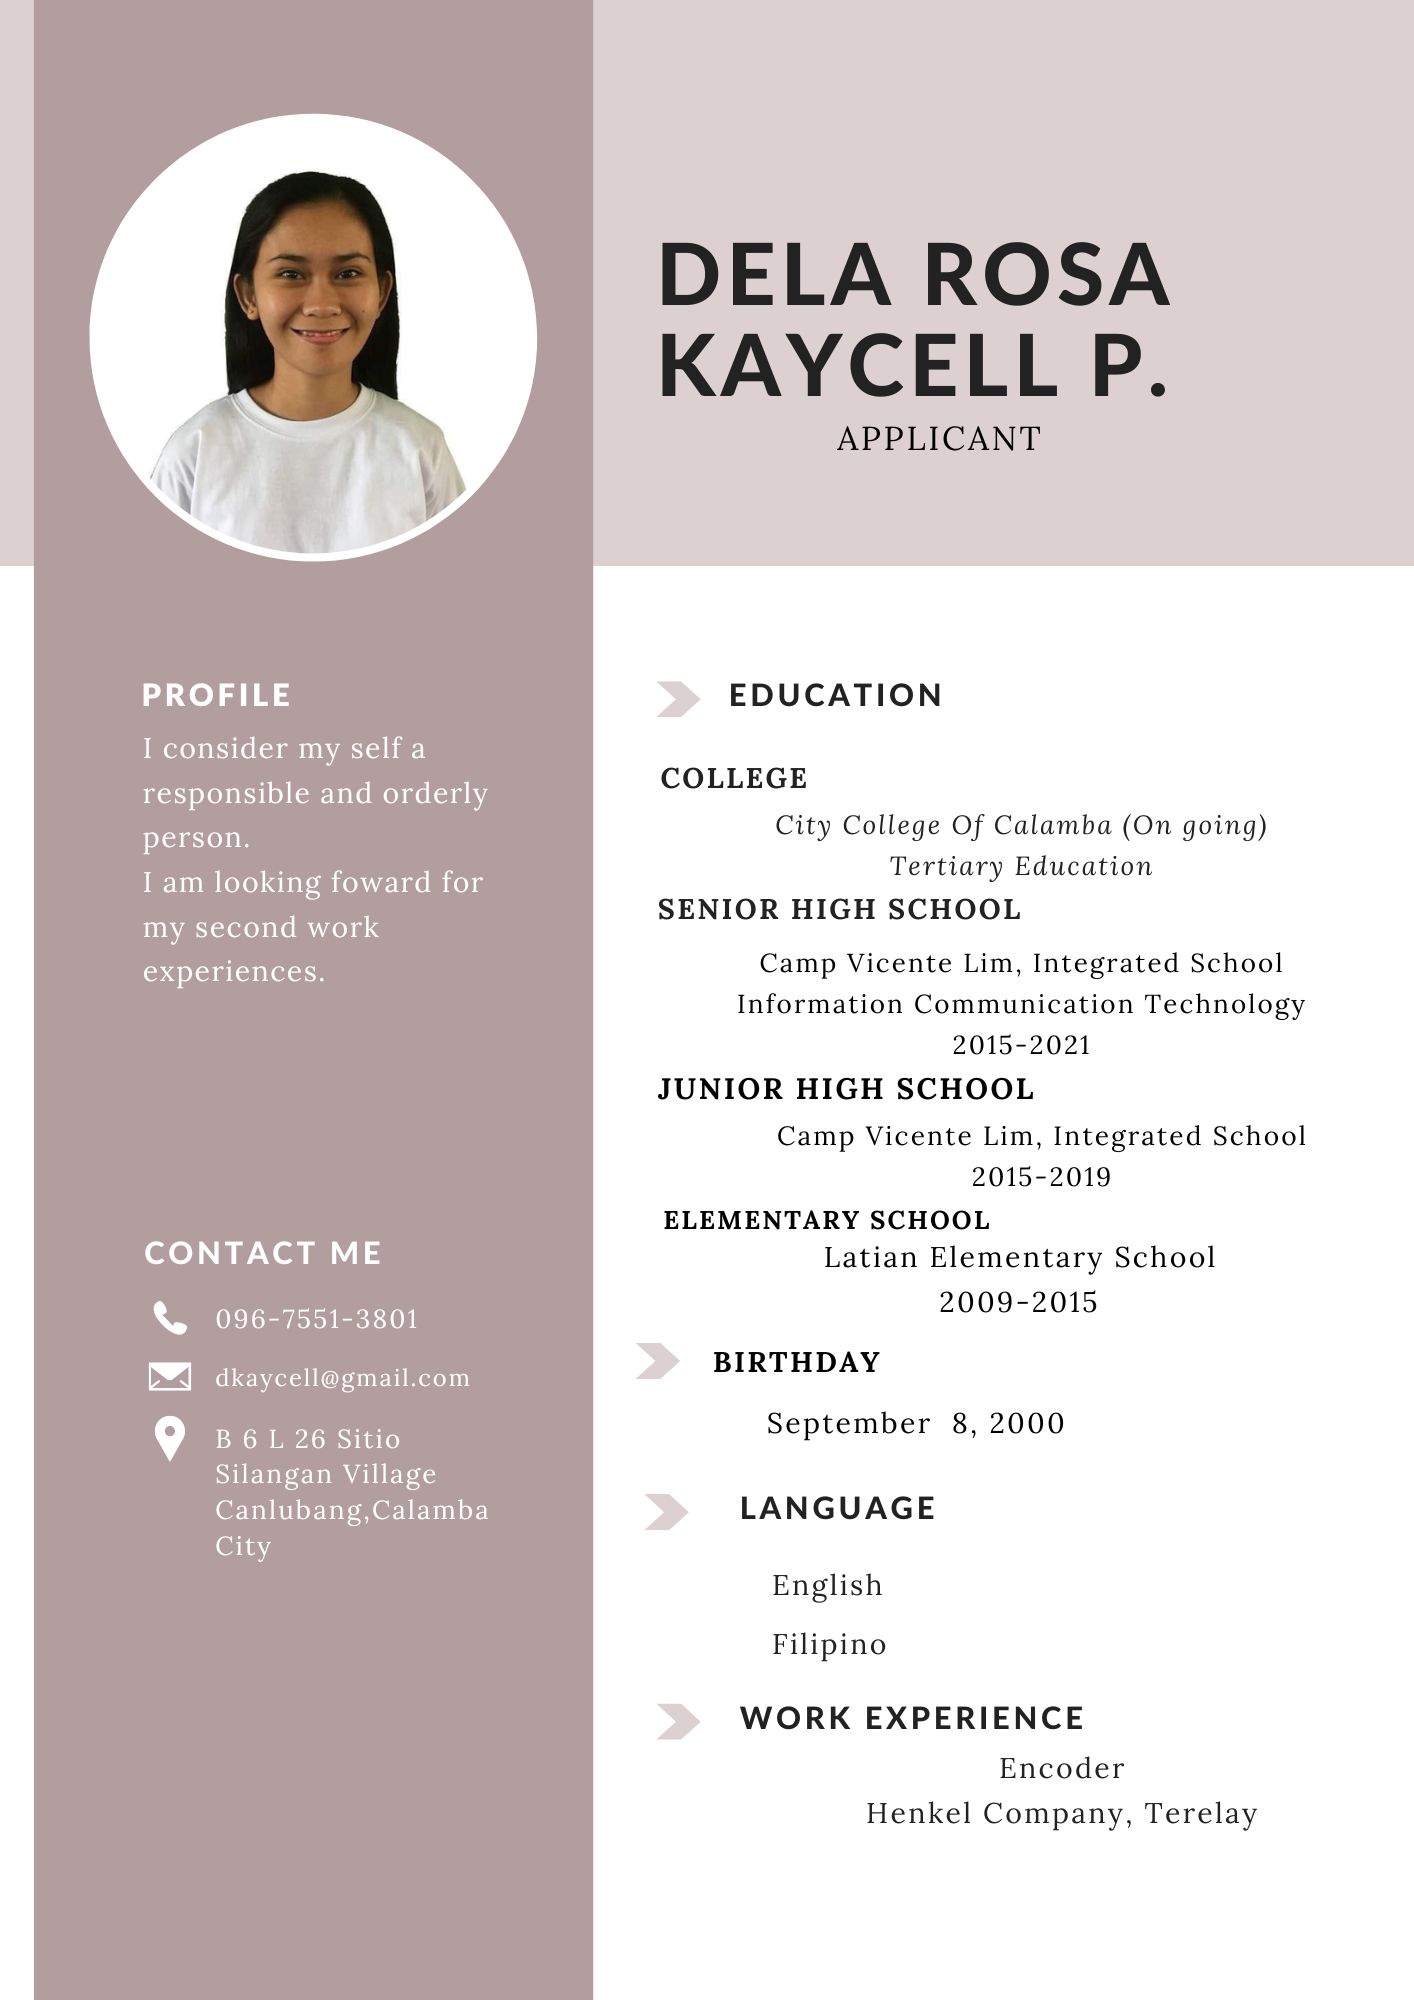 DELA ROSA
KAYCELL P.
APPLICANT
PROFILE
I consider my self a
responsible and orderly
person.
I am looking foward for
my second work
experiences.
CONTACT ME
096-7551-3801
dkaycell@gmail.com
B 6 L 26 Sitio
Silangan Village
Canlubang,Calamba
City
EDUCATION
COLLEGE
City College Of Calamba (On going)
Tertiary Education
SENIOR HIGH SCHOOL
Camp Vicente Lim, Integrated School
Information Communication Technology
2015-2021
JUNIOR HIGH SCHOOL
Camp Vicente Lim, Integrated School
2015-2019
ELEMENTARY SCHOOL
Latian Elementary School
2009-2015
BIRTHDAY
September 8, 2000
LANGUAGE
English
Filipino
WORK EXPERIENCE
Encoder
Henkel Company, Terelay